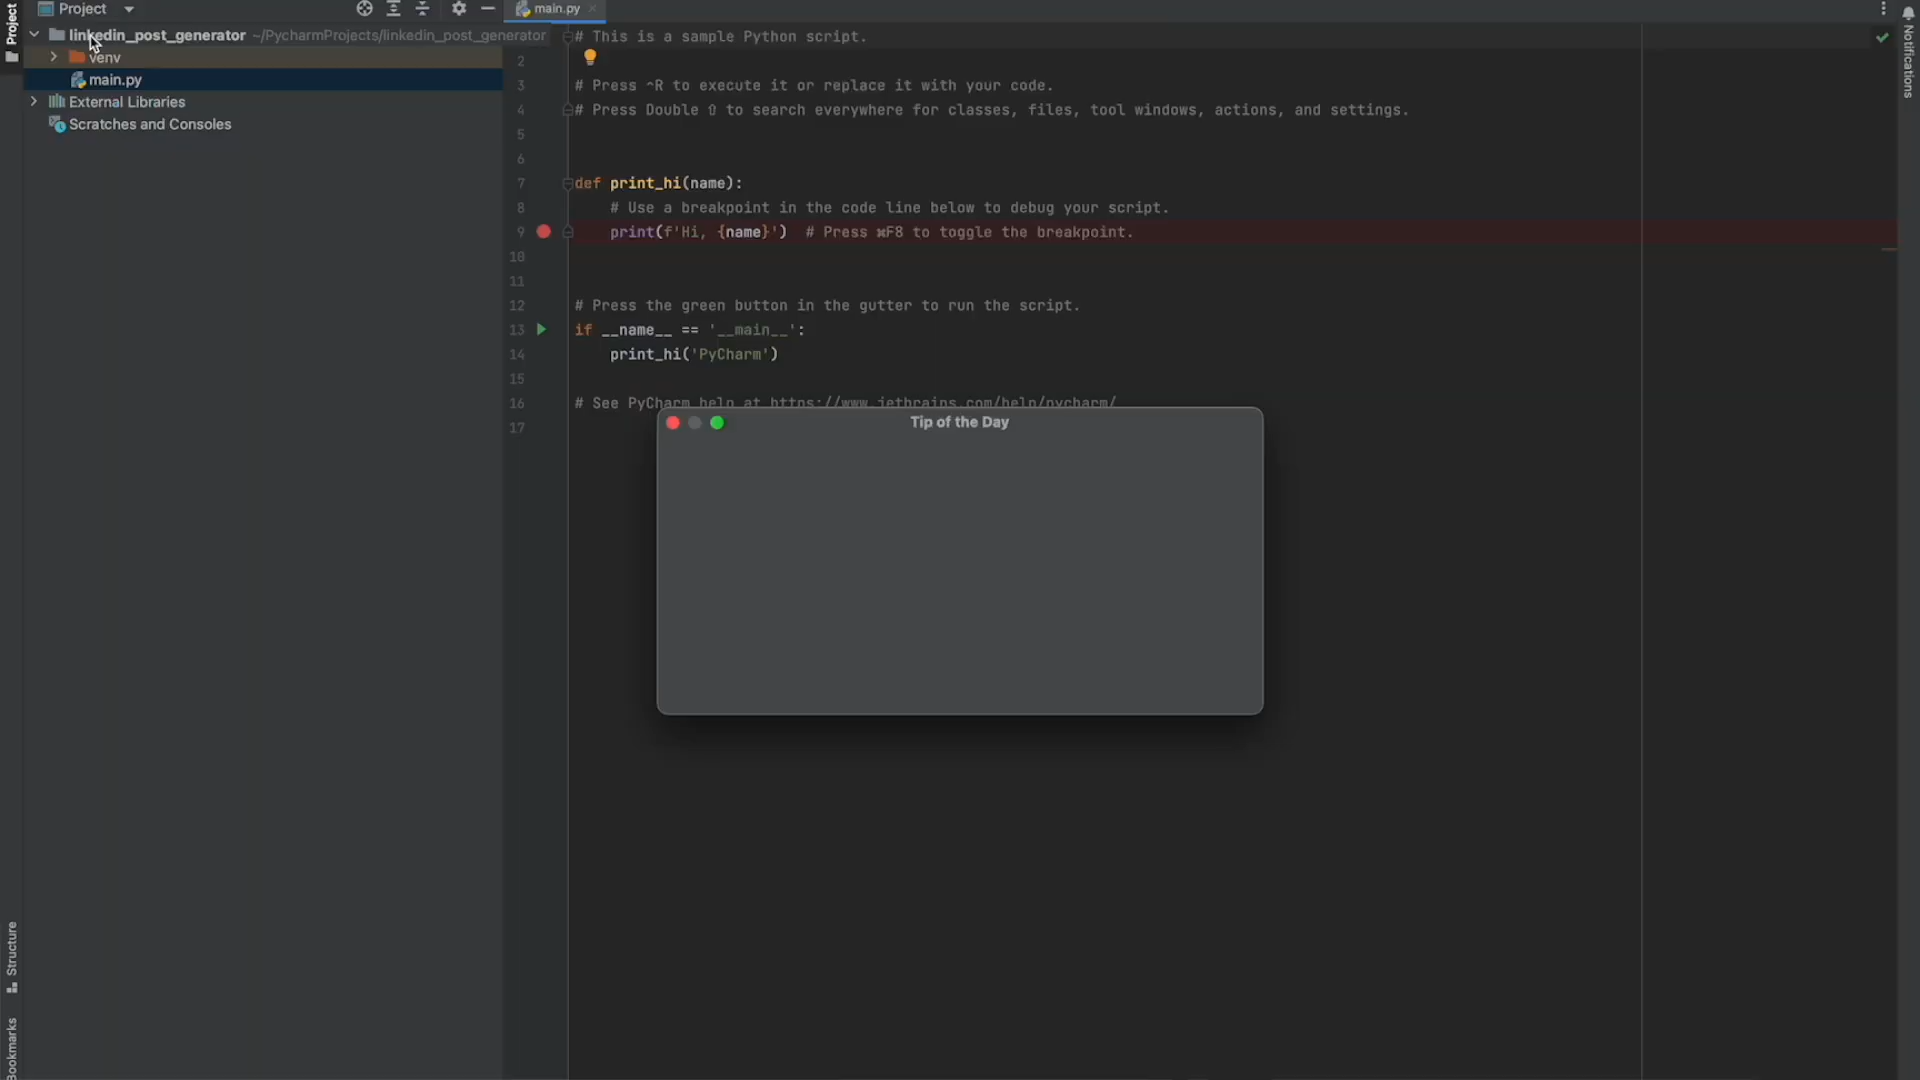 Project
main.py
Project
linkedin_post_generator ~/PycharmProjects/linkedin_post_generator
venv
main.py
External Libraries
Scratches and Consoles
# This is a sample Python script.
2
3 # Press ⌃R to execute it or replace it with your code.
4 # Press Double ⇧ to search everywhere for classes, files, tool windows, actions, and settings.
5
6
7 def print_hi(name):
8 # Use a breakpoint in the code line below to debug your script.
9 print(f'Hi, {name}') # Press ⌘F8 to toggle the breakpoint.
10
11
12 # Press the green button in the gutter to run the script.
13 if __name__ == '__main__':
14 print_hi('PyCharm')
15
16 # See PyCharm help at https://www.jetbrains.com/help/pycharm/
17
Tip of the Day
Notifications
Structure
Bookmarks